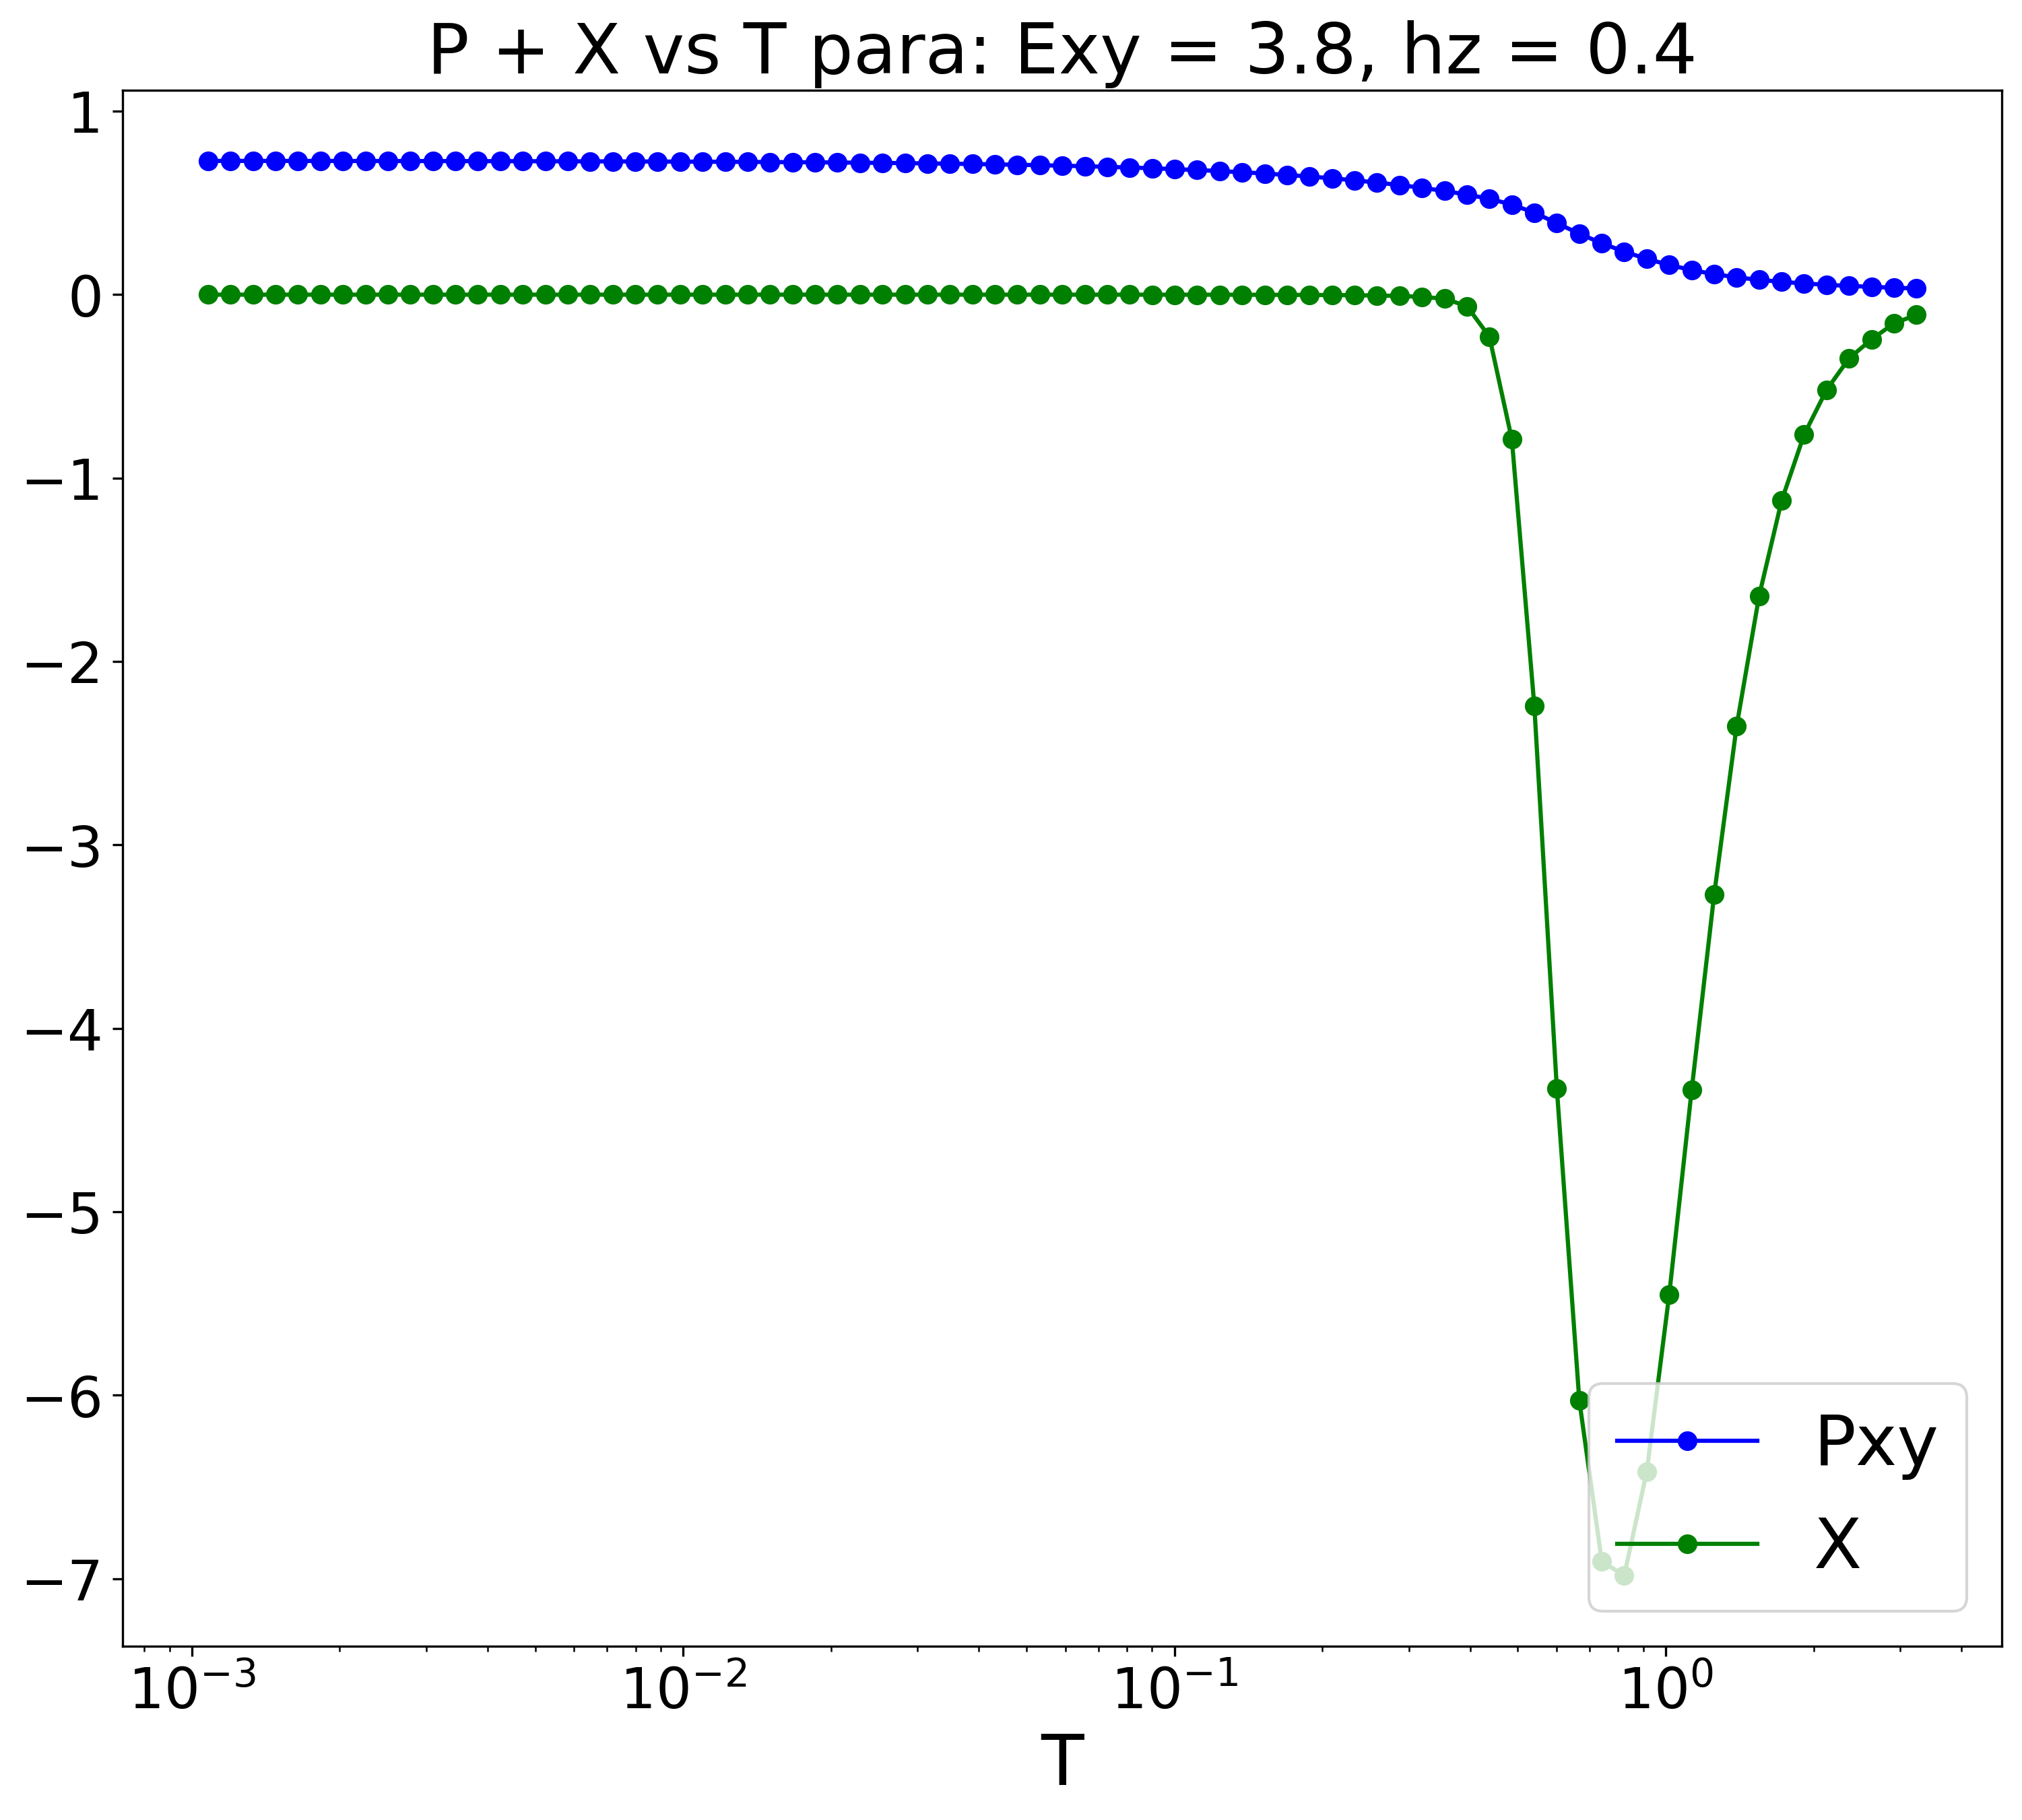 P + X vs T para: Exy = 3.8, hz = 0.4
1
0
−1
−2
−3
−4
−5
−6
−7
Pxy
X
10⁻³ 10⁻² 10⁻¹ 10⁰
T